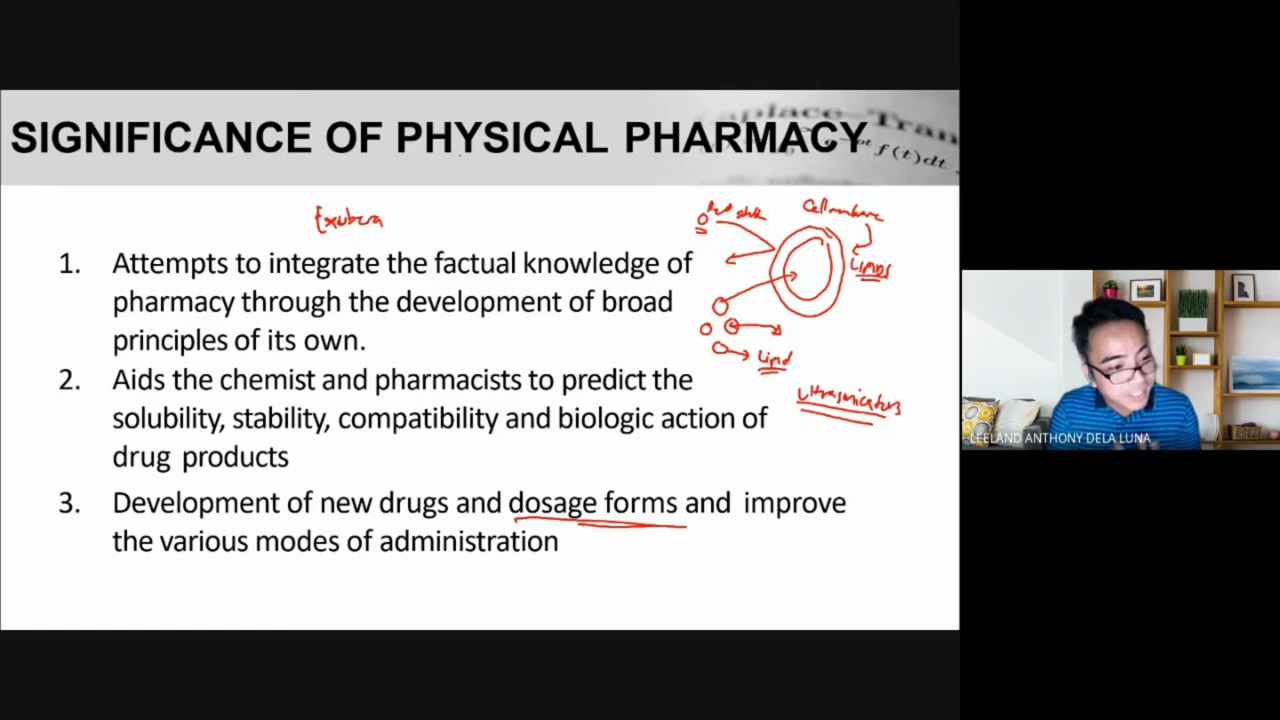 SIGNIFICANCE OF PHYSICAL PHARMACY
Exubera
1. Attempts to integrate the factual knowledge of
pharmacy through the development of broad
principles of its own.
2. Aids the chemist and pharmacists to predict the
solubility, stability, compatibility and biologic action of
drug products
3. Development of new drugs and dosage forms and improve
the various modes of administration
Lipids
Lipid
Ultrasonicators
LEELAND ANTHONY DELA LUNA